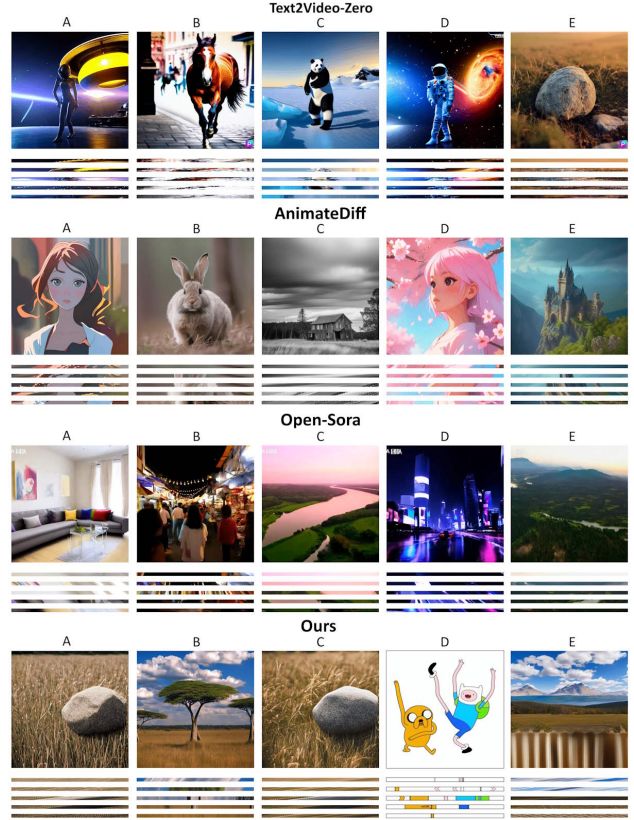 Text2Video-Zero
A B C D E
AnimateDiff
A B C D E
Open-Sora
A B C D E
Ours
A B C D E